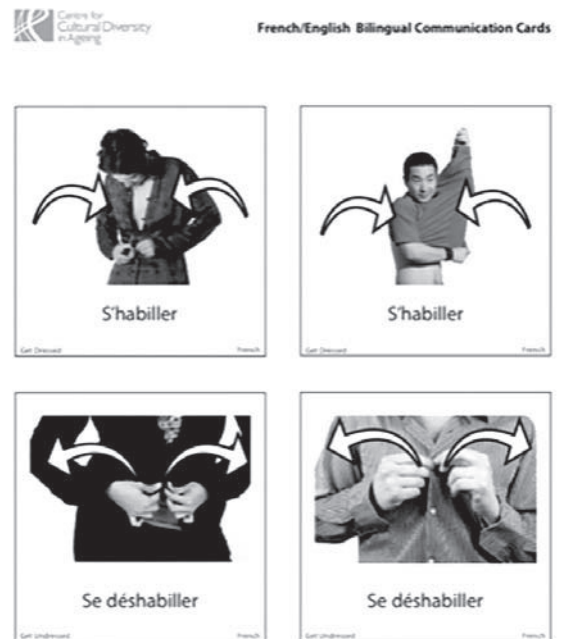 Centre for
Cultural Diversity
in Ageing
French/English Bilingual Communication Cards
S'habiller
Get Dressed French
S'habiller
Get Dressed French
Se déshabiller
Get Undressed French
Se déshabiller
Get Undressed French